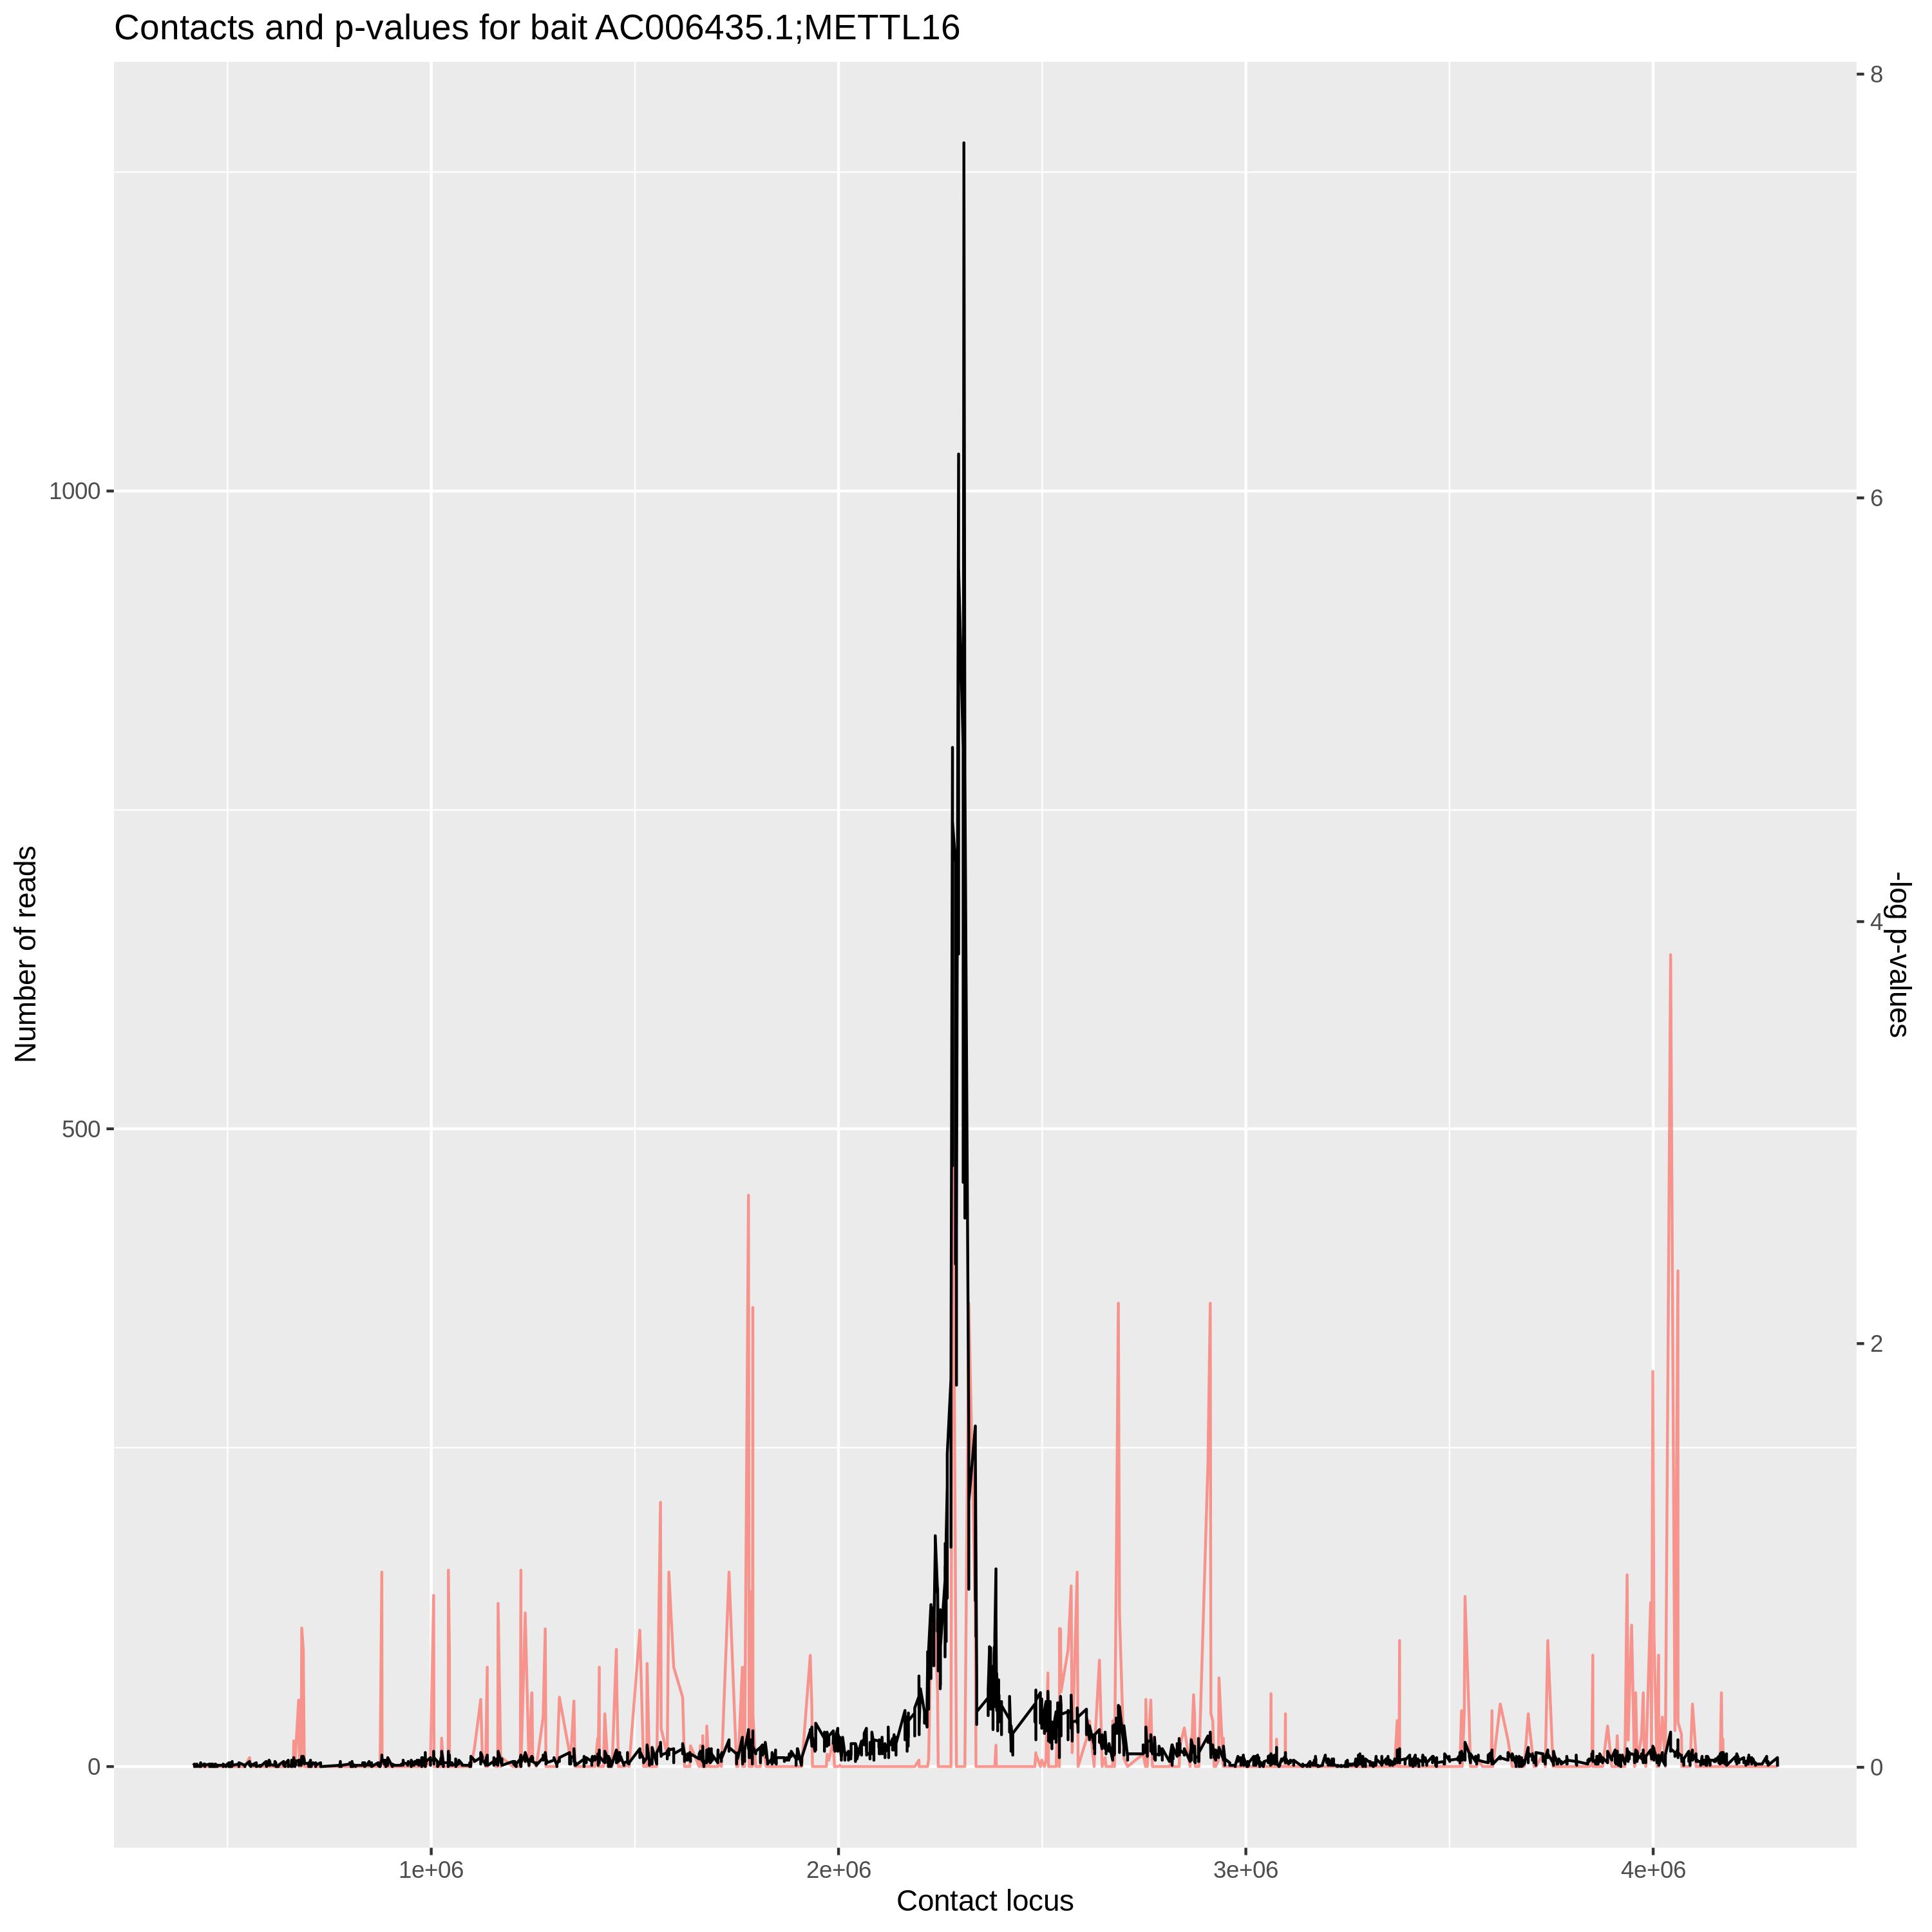 Contacts and p-values for bait AC006435.1;METTL16
8
1000
6
Number of reads
4
-log p-values
500
2
0
0
1e+06
2e+06
3e+06
4e+06
Contact locus